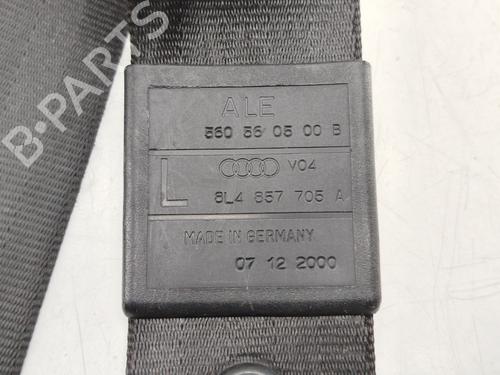 ALE
560 56 05 00 B
L V04
8L4 857 705 A
MADE IN GERMANY
07 12 2000
B-PARTS